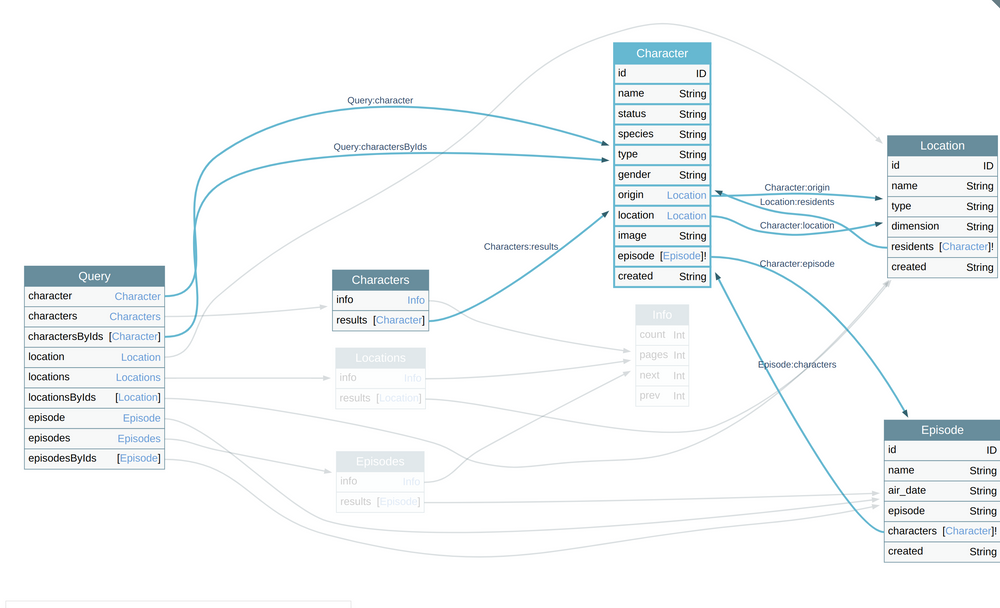 Query
character Character
characters Characters
charactersByIds [Character]
location Location
locations Locations
locationsByIds [Location]
episode Episode
episodes Episodes
episodesByIds [Episode]
Query:character
Query:charactersByIds
Characters
info Info
results [Character]
Locations
info Info
results [Location]
Episodes
info Info
results [Episode]
Characters:results
Character
id ID
name String
status String
species String
type String
gender String
origin Location
location Location
image String
episode [Episode]!
created String
Info
count Int
pages Int
next Int
prev Int
Character:origin
Location:residents
Character:location
Character:episode
Episode:characters
Location
id ID
name String
type String
dimension String
residents [Character]!
created String
Episode
id ID
name String
air_date String
episode String
characters [Character]!
created String